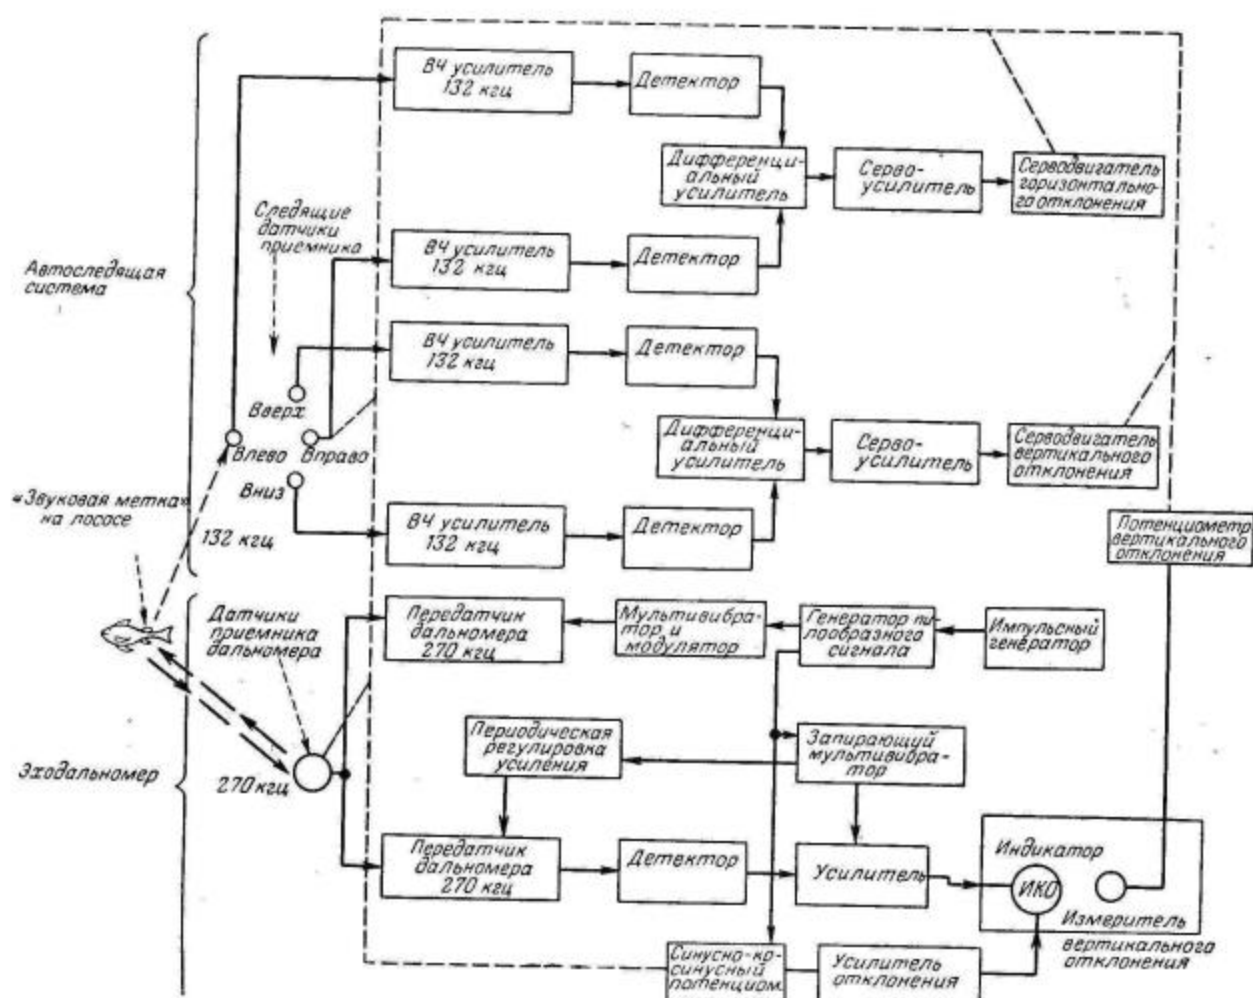 ВЧ усилитель
132 кгц
Детектор
Дифференци-
альный
усилитель
Серво-
усилитель
Серводвигатель
горизонтально-
го отклонения
Следящие
датчики
приемника
ВЧ усилитель
132 кгц
Детектор
Автоследящая
система
ВЧ усилитель
132 кгц
Детектор
Вверх
Влево
Вправо
Вниз
Дифференци-
альный
усилитель
Серво-
усилитель
Серводвигатель
вертикального
отклонения
«Звуковая метка»
на лососе
132 кгц
ВЧ усилитель
132 кгц
Детектор
Потенциометр
вертикального
отклонения
Датчики
приемника
дальномера
Передатчик
дальномера
270 кгц
Мультивибра-
тор и
модулятор
Генератор пи-
лообразного
сигнала
Импульсный
генератор
Периодическая
регулировка
усиления
Запирающий
мультивибра-
тор
Эходальномер
270 кгц
Передатчик
дальномера
270 кгц
Детектор
Усилитель
Индикатор
ИКО
Измеритель
вертикального
отклонения
Синусно-ко-
синусный
потенциом.
Усилитель
отклонения